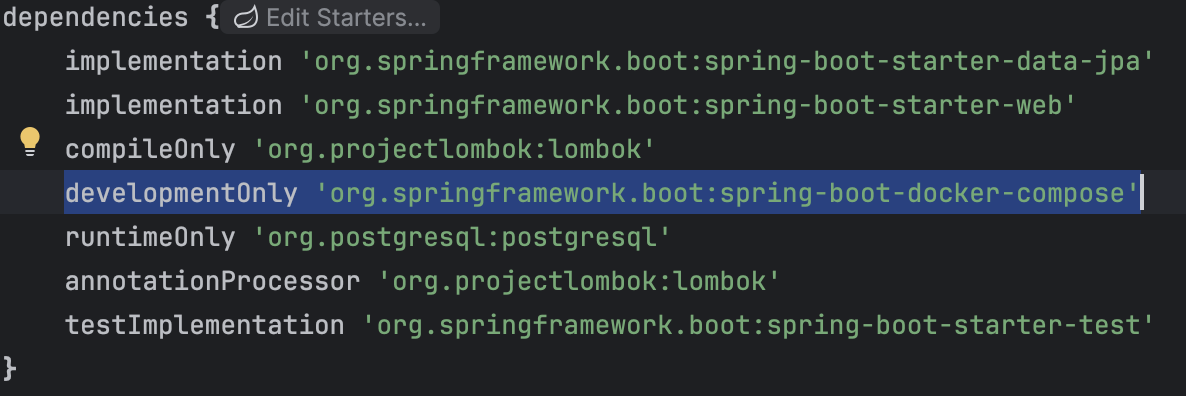 dependencies { Edit Starters...
implementation 'org.springframework.boot:spring-boot-starter-data-jpa'
implementation 'org.springframework.boot:spring-boot-starter-web'
compileOnly 'org.projectlombok:lombok'
developmentOnly 'org.springframework.boot:spring-boot-docker-compose'
runtimeOnly 'org.postgresql:postgresql'
annotationProcessor 'org.projectlombok:lombok'
testImplementation 'org.springframework.boot:spring-boot-starter-test'
}